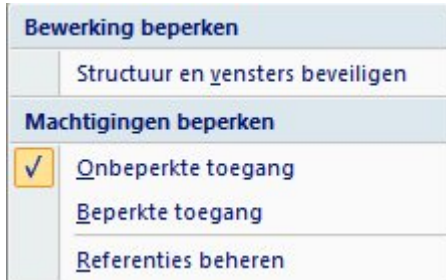 Bewerking beperken
Structuur en vensters beveiligen
Machtigingen beperken
Onbeperkte toegang
Beperkte toegang
Referenties beheren